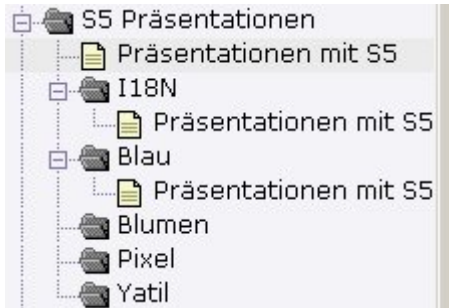 S5 Präsentationen
Präsentationen mit S5
I18N
Präsentationen mit S5
Blau
Präsentationen mit S5
Blumen
Pixel
Yatil